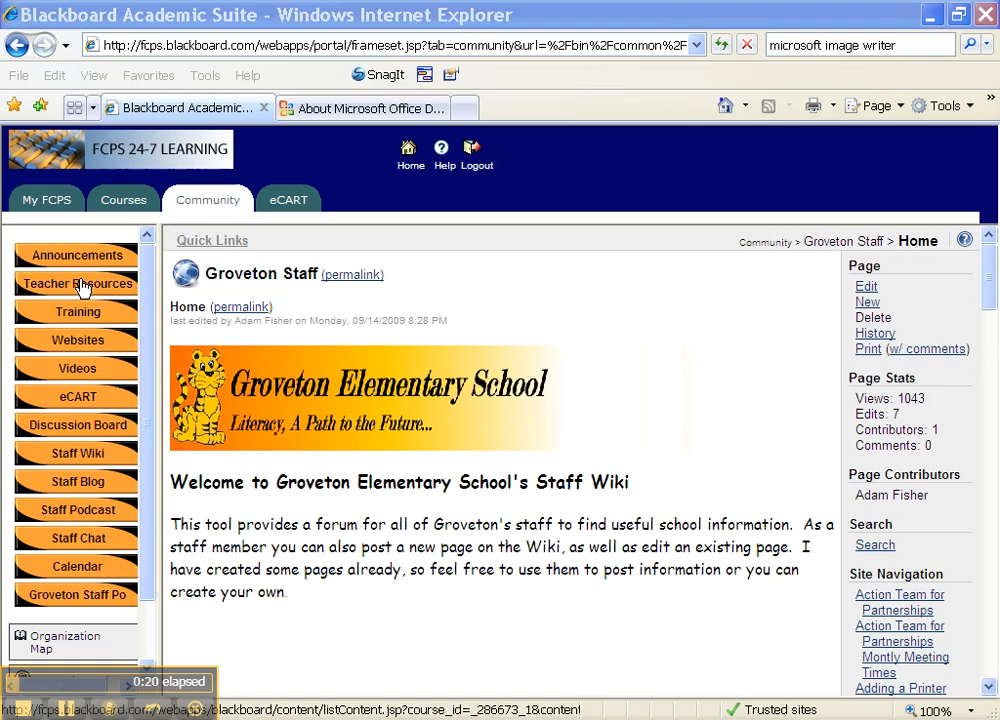 Blackboard Academic Suite - Windows Internet Explorer
http://fcps.blackboard.com/webapps/portal/frameset.jsp?tab=community&url=%2Fbin%2Fcommon%2F
microsoft image writer
File Edit View Favorites Tools Help SnagIt
Blackboard Academic... About Microsoft Office D... Page Tools
FCPS 24-7 LEARNING
Home Help Logout
My FCPS Courses Community eCART
Announcements
Teacher Resources
Training
Websites
Videos
eCART
Discussion Board
Staff Wiki
Staff Blog
Staff Podcast
Staff Chat
Calendar
Groveton Staff Po
Organization
Map
Quick Links
Community > Groveton Staff > Home
Groveton Staff (permalink)
Home (permalink)
last edited by Adam Fisher on Monday, 09/14/2009 8:28 PM
Groveton Elementary School
Literacy, A Path to the Future...
Welcome to Groveton Elementary School's Staff Wiki
This tool provides a forum for all of Groveton's staff to find useful school information. As a
staff member you can also post a new page on the Wiki, as well as edit an existing page. I
have created some pages already, so feel free to use them to post information or you can
create your own.
Page
Edit
New
Delete
History
Print (w/ comments)
Page Stats
Views: 1043
Edits: 7
Contributors: 1
Comments: 0
Page Contributors
Adam Fisher
Search
Search
Site Navigation
Action Team for
Partnerships
Action Team for
Partnerships
Montly Meeting
Times
Adding a Printer
0:20 elapsed
http://fcps.blackboard.com/webapps/blackboard/content/listContent.jsp?course_id=_286673_1&content
Trusted sites
100%